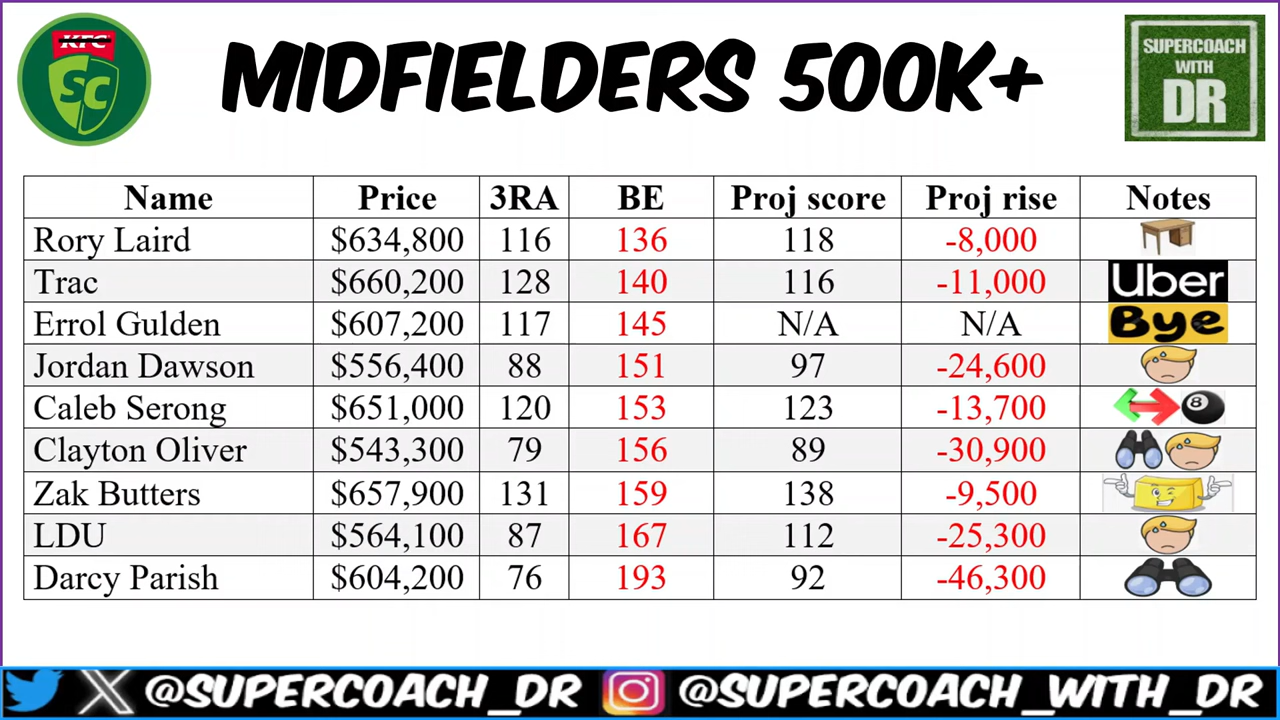 KFC
SC
MIDFIELDERS 500K+
SUPERCOACH
WITH
DR
Name Price 3RA BE Proj score Proj rise Notes
Rory Laird $634,800 116 136 118 -8,000
Trac $660,200 128 140 116 -11,000 Uber
Errol Gulden $607,200 117 145 N/A N/A Bye
Jordan Dawson $556,400 88 151 97 -24,600
Caleb Serong $651,000 120 153 123 -13,700 8
Clayton Oliver $543,300 79 156 89 -30,900
Zak Butters $657,900 131 159 138 -9,500
LDU $564,100 87 167 112 -25,300
Darcy Parish $604,200 76 193 92 -46,300
@SUPERCOACH_DR @SUPERCOACH_WITH_DR